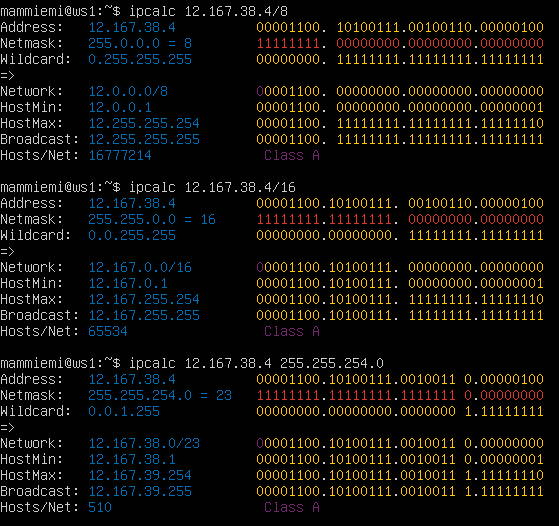 mammiemi@ws1:~$ ipcalc 12.167.38.4/8
Address:   12.167.38.4          00001100. 10100111.00100110.00000100
Netmask:   255.0.0.0 = 8        11111111. 00000000.00000000.00000000
Wildcard:  0.255.255.255        00000000. 11111111.11111111.11111111
=>
Network:   12.0.0.0/8           00001100. 00000000.00000000.00000000
HostMin:   12.0.0.1             00001100. 00000000.00000000.00000001
HostMax:   12.255.255.254       00001100. 11111111.11111111.11111110
Broadcast: 12.255.255.255       00001100. 11111111.11111111.11111111
Hosts/Net: 16777214              Class A
mammiemi@ws1:~$ ipcalc 12.167.38.4/16
Address:   12.167.38.4          00001100.10100111. 00100110.00000100
Netmask:   255.255.0.0 = 16     11111111.11111111. 00000000.00000000
Wildcard:  0.0.255.255          00000000.00000000. 11111111.11111111
=>
Network:   12.167.0.0/16        00001100.10100111. 00000000.00000000
HostMin:   12.167.0.1           00001100.10100111. 00000000.00000001
HostMax:   12.167.255.254       00001100.10100111. 11111111.11111110
Broadcast: 12.167.255.255       00001100.10100111. 11111111.11111111
Hosts/Net: 65534                 Class A
mammiemi@ws1:~$ ipcalc 12.167.38.4 255.255.254.0
Address:   12.167.38.4          00001100.10100111.0010011 0.00000100
Netmask:   255.255.254.0 = 23   11111111.11111111.1111111 0.00000000
Wildcard:  0.0.1.255            00000000.00000000.0000000 1.11111111
=>
Network:   12.167.38.0/23       00001100.10100111.0010011 0.00000000
HostMin:   12.167.38.1          00001100.10100111.0010011 0.00000001
HostMax:   12.167.39.254        00001100.10100111.0010011 1.11111110
Broadcast: 12.167.39.255        00001100.10100111.0010011 1.11111111
Hosts/Net: 510                   Class A